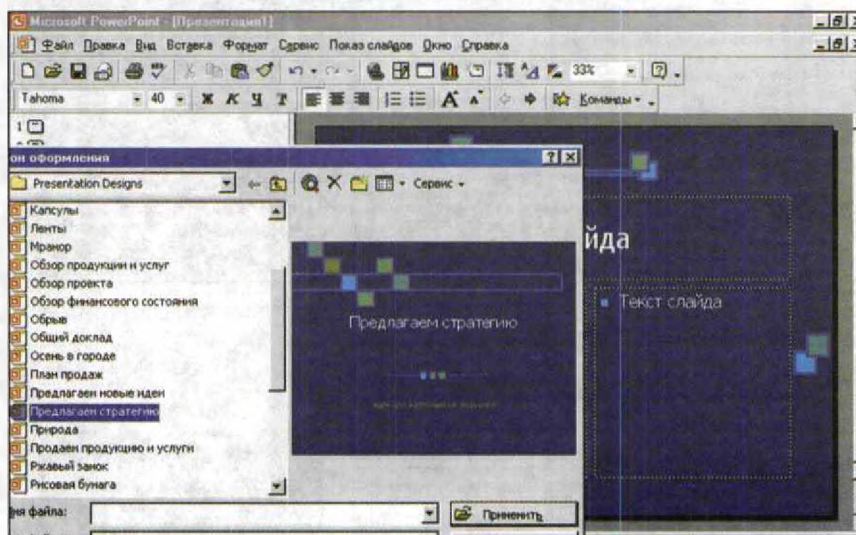 Microsoft PowerPoint - [Презентация1]
Файл Правка Вид Вставка Формат Сервис Показ слайдов Окно Справка
33%
Tahoma 40 Ж К Ч Т Команды
1
он оформления
Presentation Designs Сервис
Капсулы
Ленты
Мрамор
Обзор продукции и услуг
Обзор проекта
Обзор финансового состояния
Обрыв
Общий доклад
Осень в городе
План продаж
Предлагаем новые идеи
Предлагаем стратегию
Природа
Продаем продукцию и услуги
Ржавый замок
Рисовая бумага
Предлагаем стратегию
йда
Текст слайда
мя файла: Применить